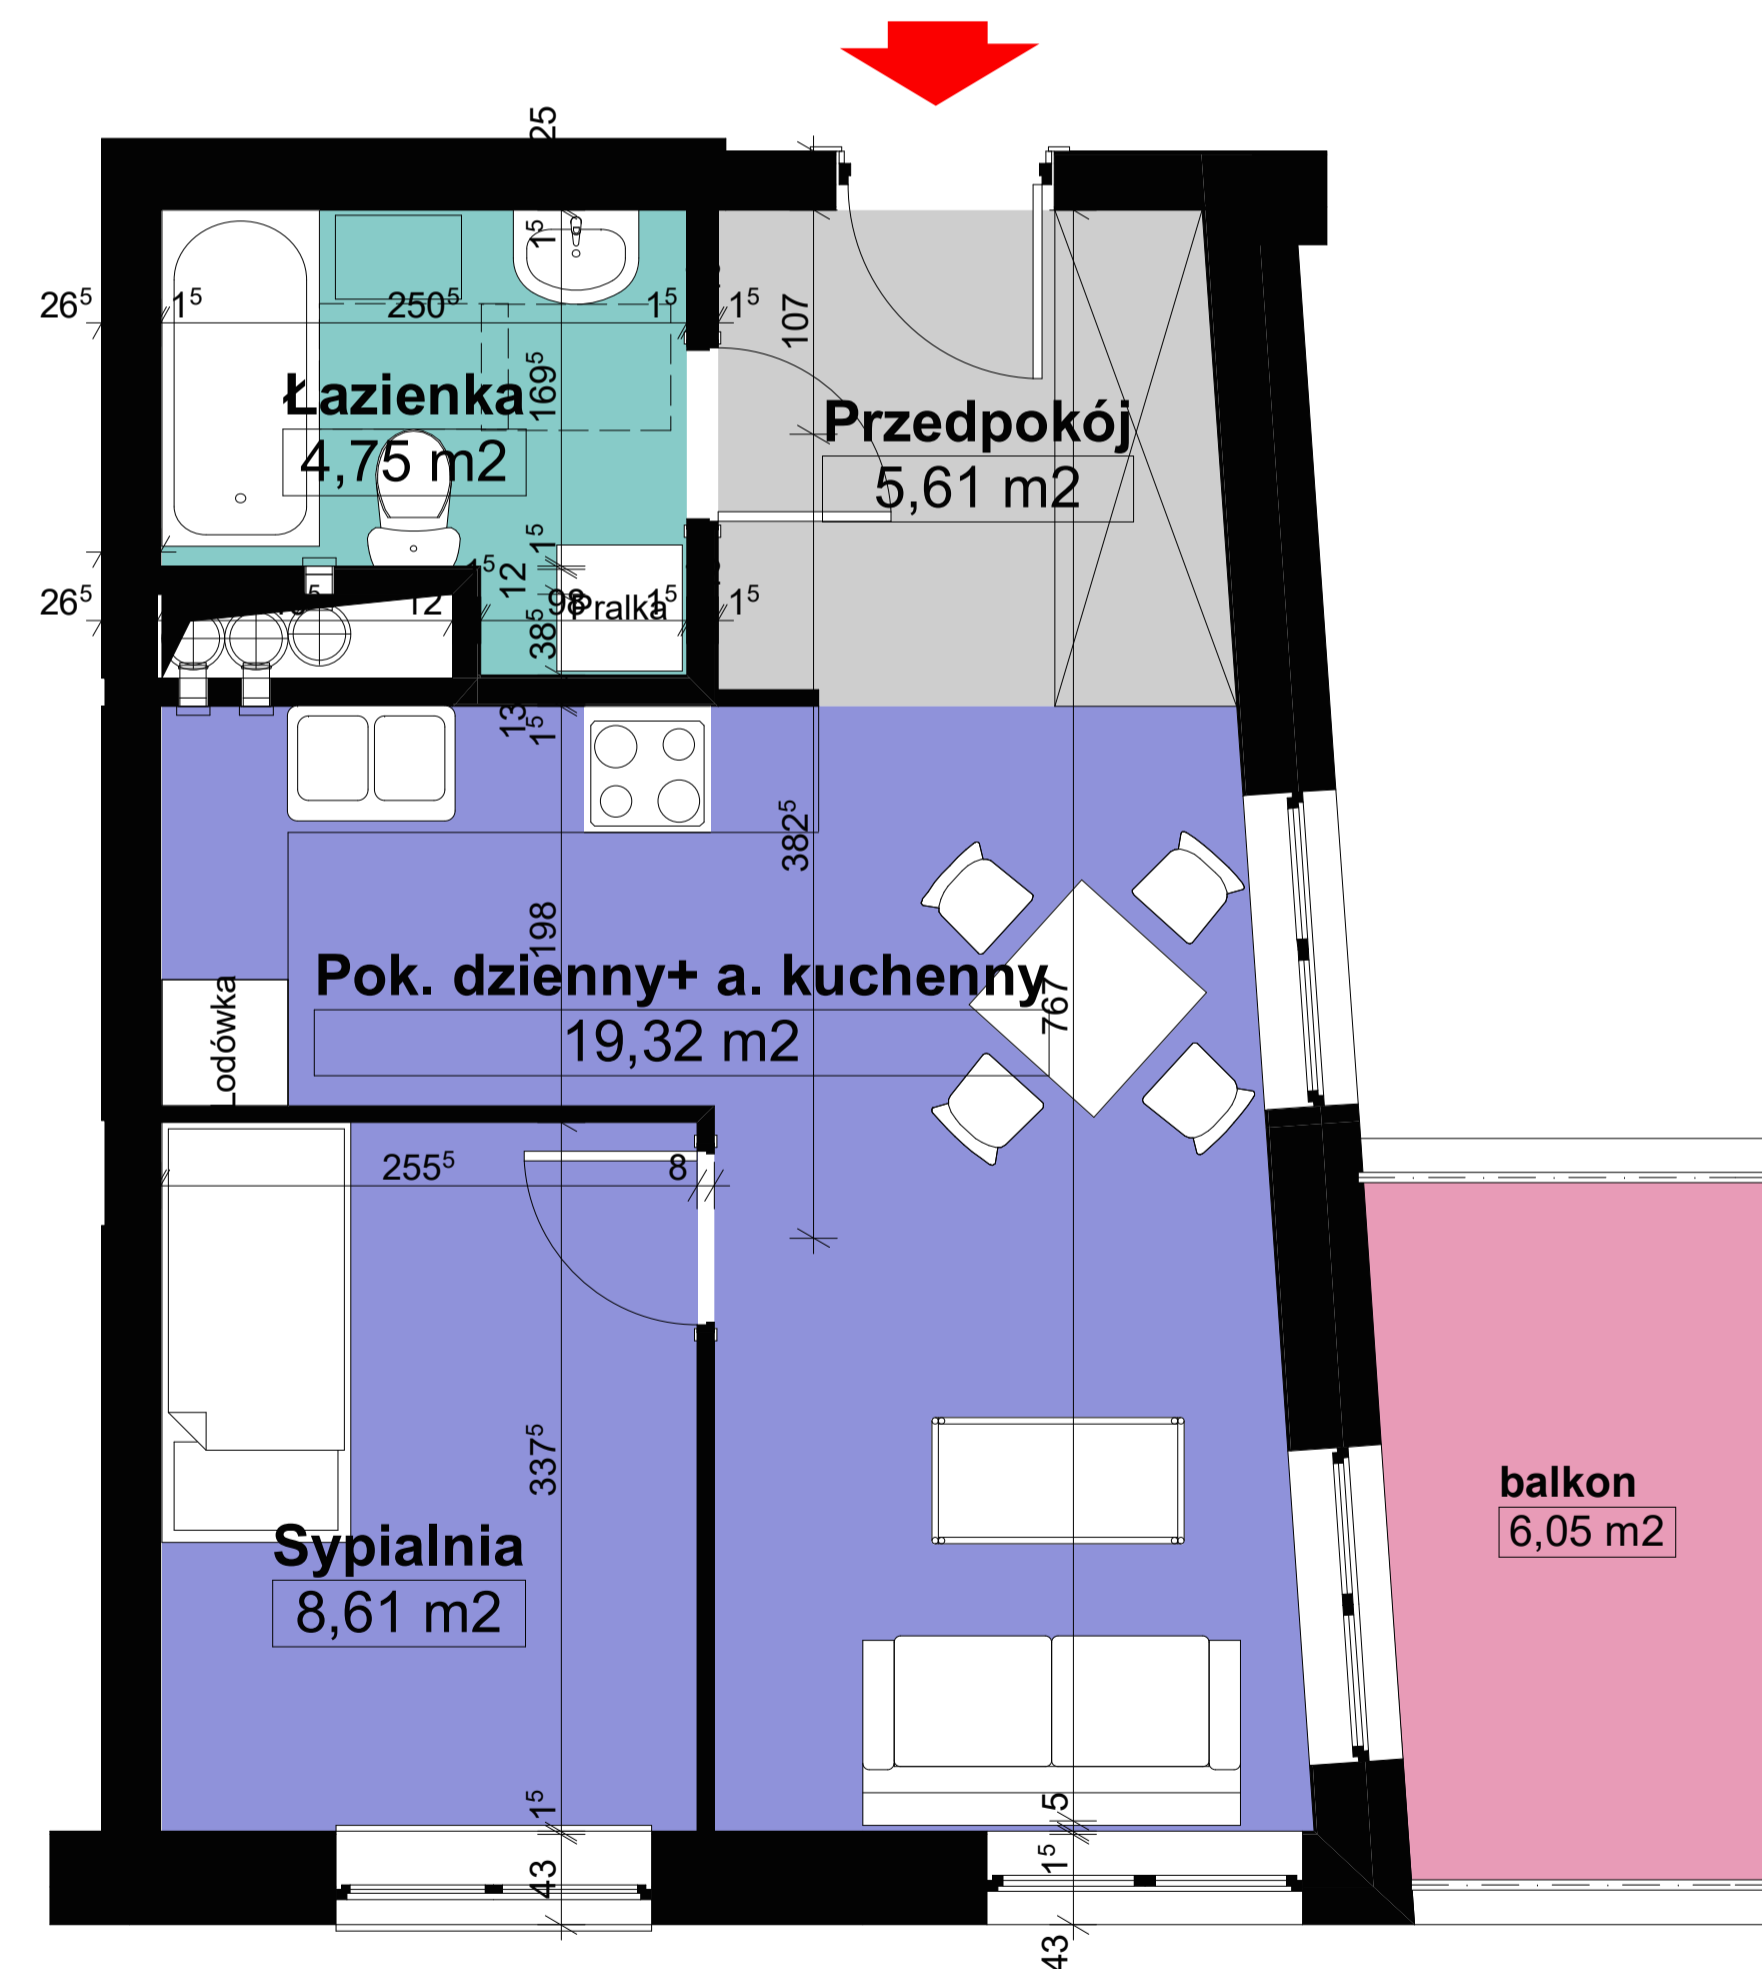 25
1⁵
26⁵
1⁵
250⁵
1⁵
1⁵
107
169⁵
Łazienka
4,75 m2
Przedpokój
5,61 m2
1⁵
1⁵
12
26⁵
12
98
Pralka
1⁵
1⁵
38⁵
13
1⁵
382⁵
198
Pok. dzienny+ a. kuchenny
19,32 m2
767
Lodówka
255⁵
8
337⁵
balkon
6,05 m2
Sypialnia
8,61 m2
1⁵
5
43
1⁵
43